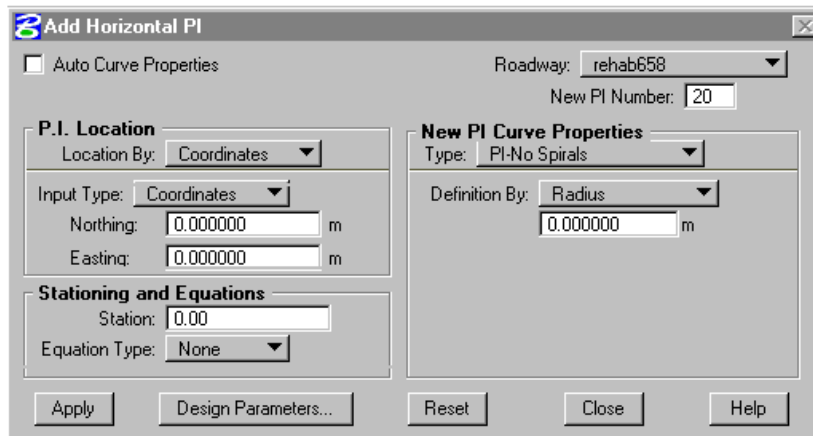 Add Horizontal PI
Auto Curve Properties
Roadway: rehab658
New PI Number: 20
P.I. Location
Location By: Coordinates
Input Type: Coordinates
Northing: 0.000000 m
Easting: 0.000000 m
New PI Curve Properties
Type: PI-No Spirals
Definition By: Radius
0.000000 m
Stationing and Equations
Station: 0.00
Equation Type: None
Apply Design Parameters... Reset Close Help